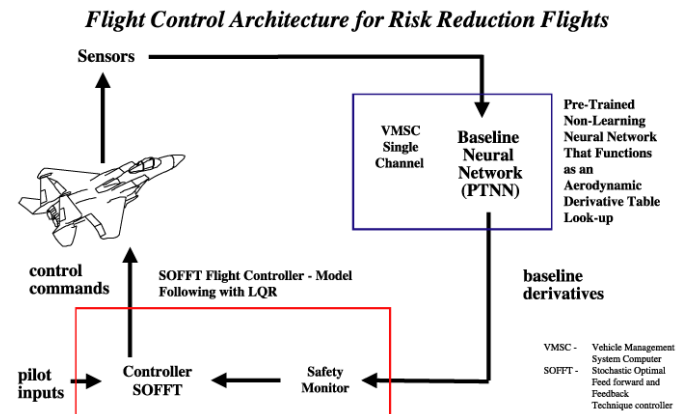 Flight Control Architecture for Risk Reduction Flights
Sensors
VMSC
Single
Channel
Baseline
Neural
Network
(PTNN)
Pre-Trained
Non-Learning
Neural Network
That Functions
as an
Aerodynamic
Derivative Table
Look-up
control
commands
SOFFT Flight Controller - Model
Following with LQR
baseline
derivatives
pilot
inputs
Controller
SOFFT
Safety
Monitor
VMSC - Vehicle Management
System Computer
SOFFT - Stochastic Optimal
Feed forward and
Feedback
Technique controller